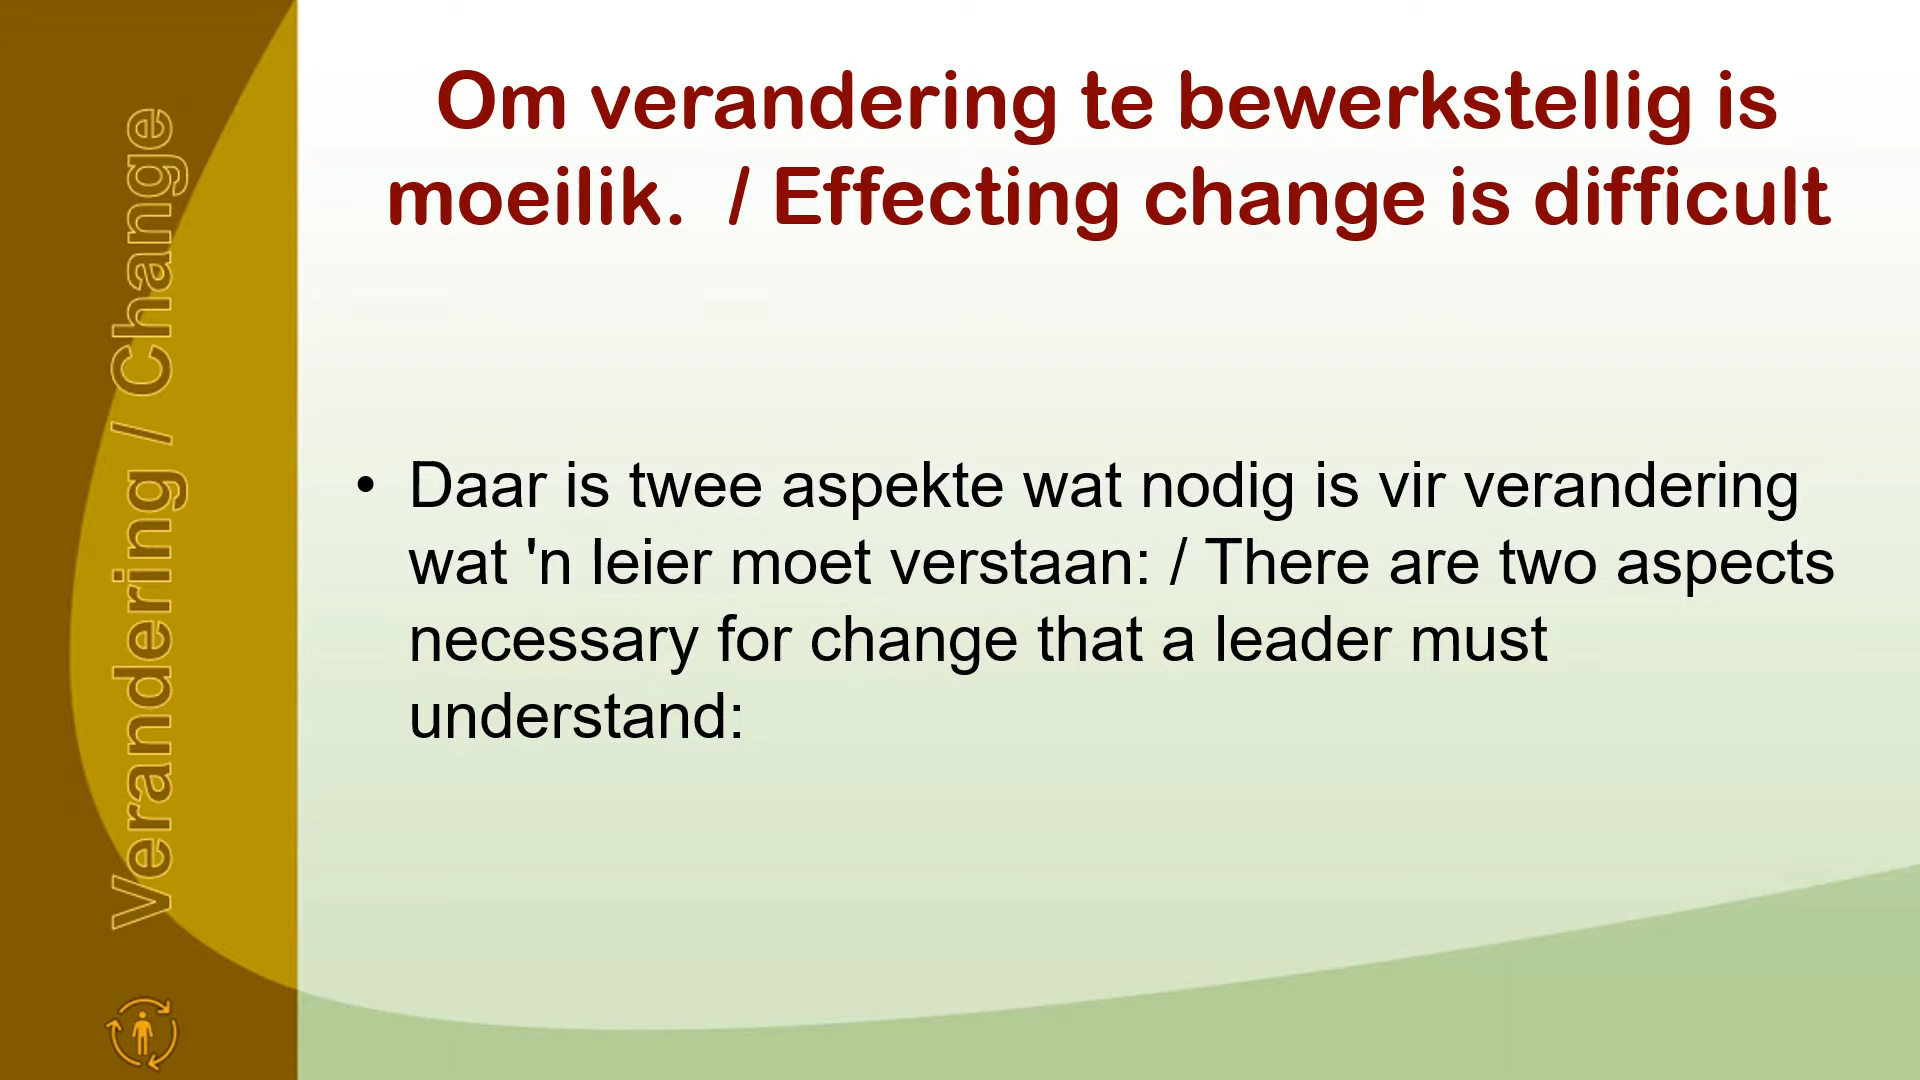 Verandering / Change
Om verandering te bewerkstellig is
moeilik.  / Effecting change is difficult
• Daar is twee aspekte wat nodig is vir verandering
wat 'n leier moet verstaan: / There are two aspects
necessary for change that a leader must
understand: